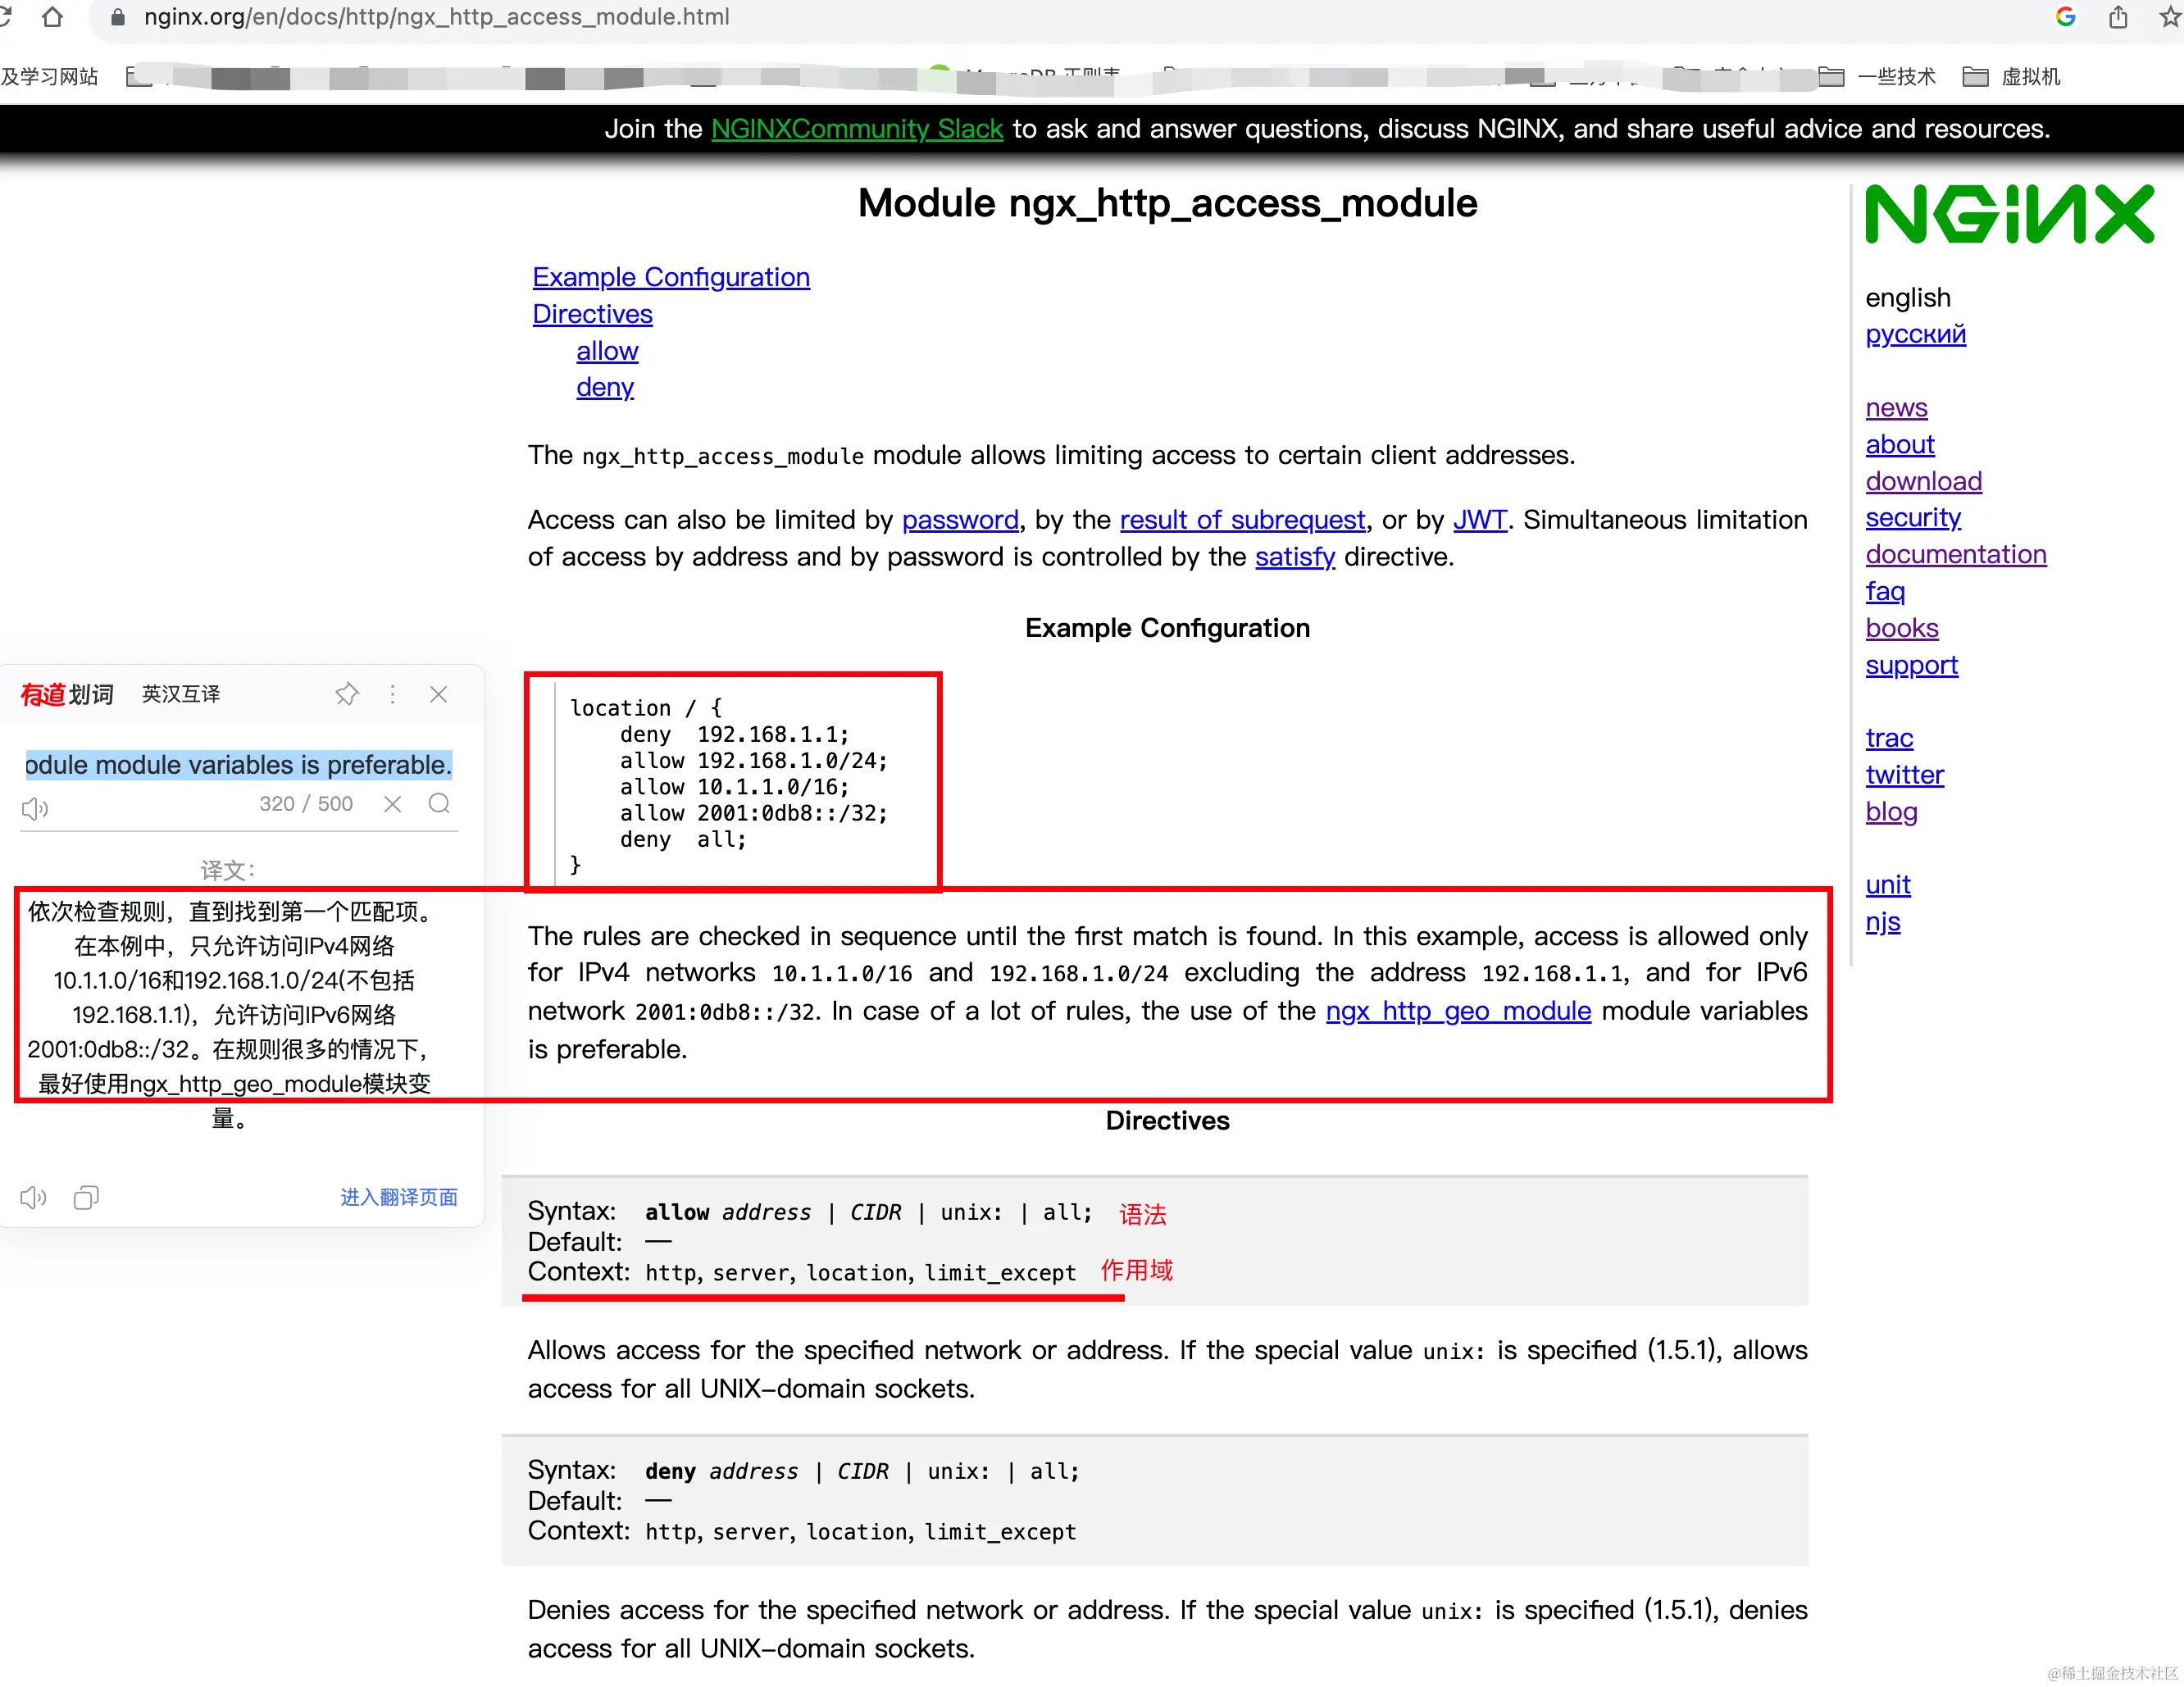 nginx.org/en/docs/http/ngx_http_access_module.html
及学习网站
一些技术
虚拟机
Join the NGINXCommunity Slack to ask and answer questions, discuss NGINX, and share useful advice and resources.
Module ngx_http_access_module
Example Configuration
Directives
allow
deny
The ngx_http_access_module module allows limiting access to certain client addresses.
Access can also be limited by password, by the result of subrequest, or by JWT. Simultaneous limitation
of access by address and by password is controlled by the satisfy directive.
Example Configuration
location / {
deny 192.168.1.1;
allow 192.168.1.0/24;
allow 10.1.1.0/16;
allow 2001:0db8::/32;
deny all;
}
The rules are checked in sequence until the first match is found. In this example, access is allowed only
for IPv4 networks 10.1.1.0/16 and 192.168.1.0/24 excluding the address 192.168.1.1, and for IPv6
network 2001:0db8::/32. In case of a lot of rules, the use of the ngx_http_geo_module module variables
is preferable.
Directives
Syntax: allow address | CIDR | unix: | all; 语法
Default: —
Context: http, server, location, limit_except 作用域
Allows access for the specified network or address. If the special value unix: is specified (1.5.1), allows
access for all UNIX-domain sockets.
Syntax: deny address | CIDR | unix: | all;
Default: —
Context: http, server, location, limit_except
Denies access for the specified network or address. If the special value unix: is specified (1.5.1), denies
access for all UNIX-domain sockets.
有道划词 英汉互译
odule module variables is preferable.
320 / 500
译文：
依次检查规则，直到找到第一个匹配项。
在本例中，只允许访问IPv4网络
10.1.1.0/16和192.168.1.0/24(不包括
192.168.1.1)，允许访问IPv6网络
2001:0db8::/32。在规则很多的情况下，
最好使用ngx_http_geo_module模块变
量。
进入翻译页面
NGINX
english
русский
news
about
download
security
documentation
faq
books
support
trac
twitter
blog
unit
njs
@稀土掘金技术社区